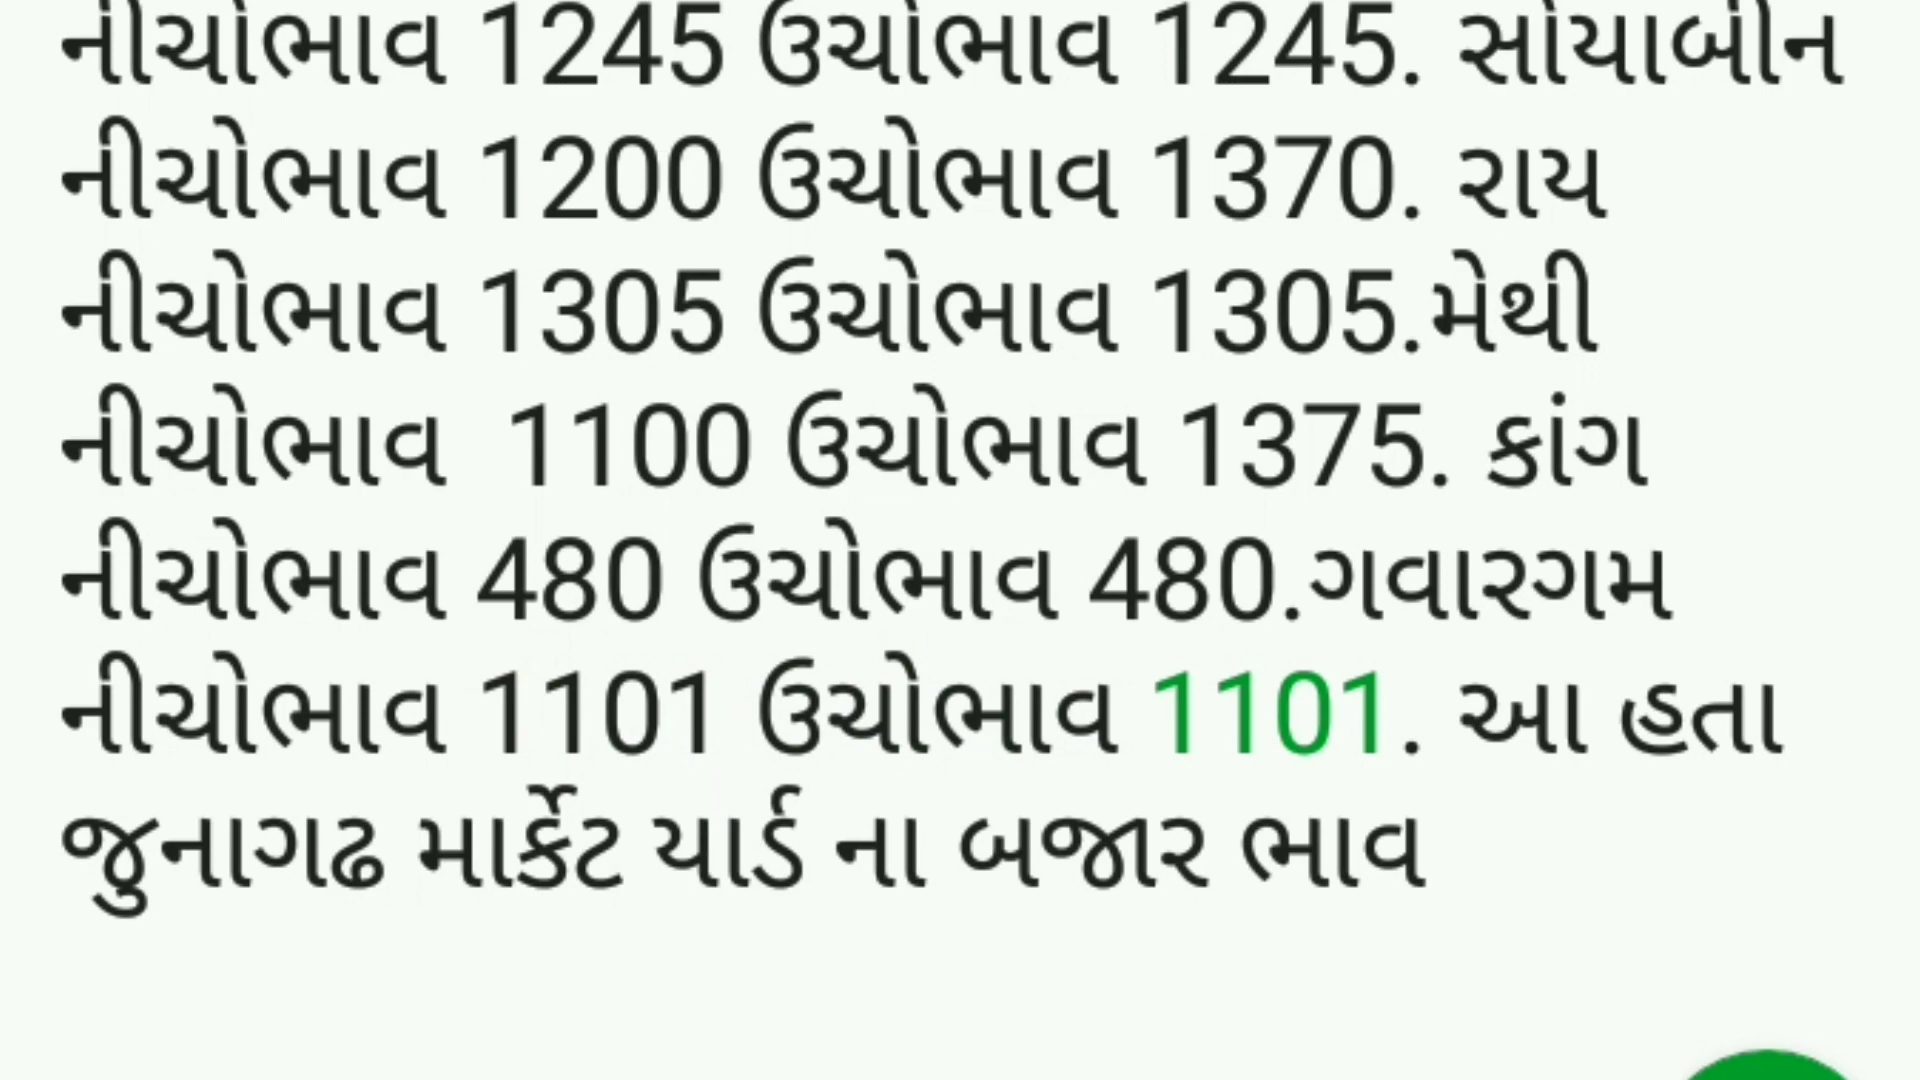 નીચોભાવ 1245 ઉચોભાવ 1245. સોયાબીન
નીચોભાવ 1200 ઉચોભાવ 1370. રાય
નીચોભાવ 1305 ઉચોભાવ 1305.મેથી
નીચોભાવ  1100 ઉચોભાવ 1375. કાંગ
નીચોભાવ 480 ઉચોભાવ 480.ગવારગમ
નીચોભાવ 1101 ઉચોભાવ 1101. આ હતા
જુનાગઢ માર્કેટ યાર્ડ ના બજાર ભાવ